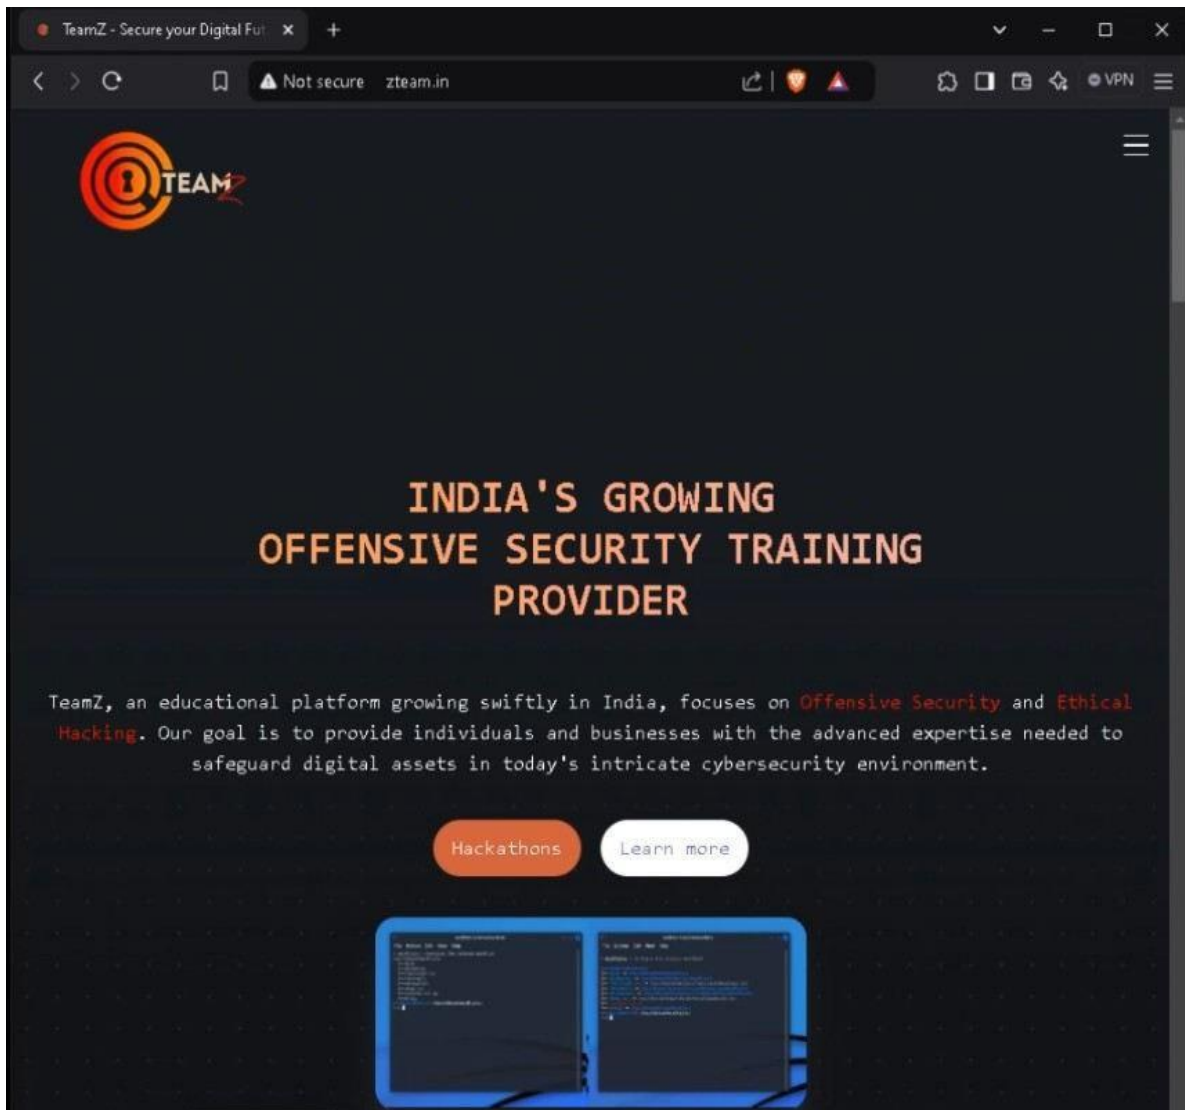 TeamZ - Secure your Digital Fut
Not secure zteam.in
VPN
TEAMZ
INDIA'S GROWING
OFFENSIVE SECURITY TRAINING
PROVIDER
TeamZ, an educational platform growing swiftly in India, focuses on Offensive Security and Ethical
Hacking. Our goal is to provide individuals and businesses with the advanced expertise needed to
safeguard digital assets in today's intricate cybersecurity environment.
Hackathons Learn more